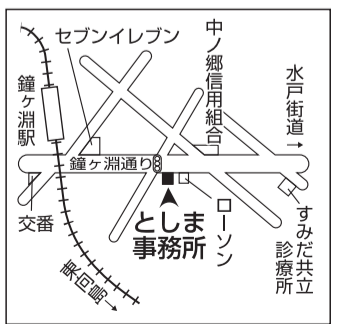 セブンイレブン
中ノ郷信用組合
水戸街道→
鐘ヶ淵駅
鐘ヶ淵通り
交番
としま
事務所
ローソン
すみだ共立
診療所
東向島→